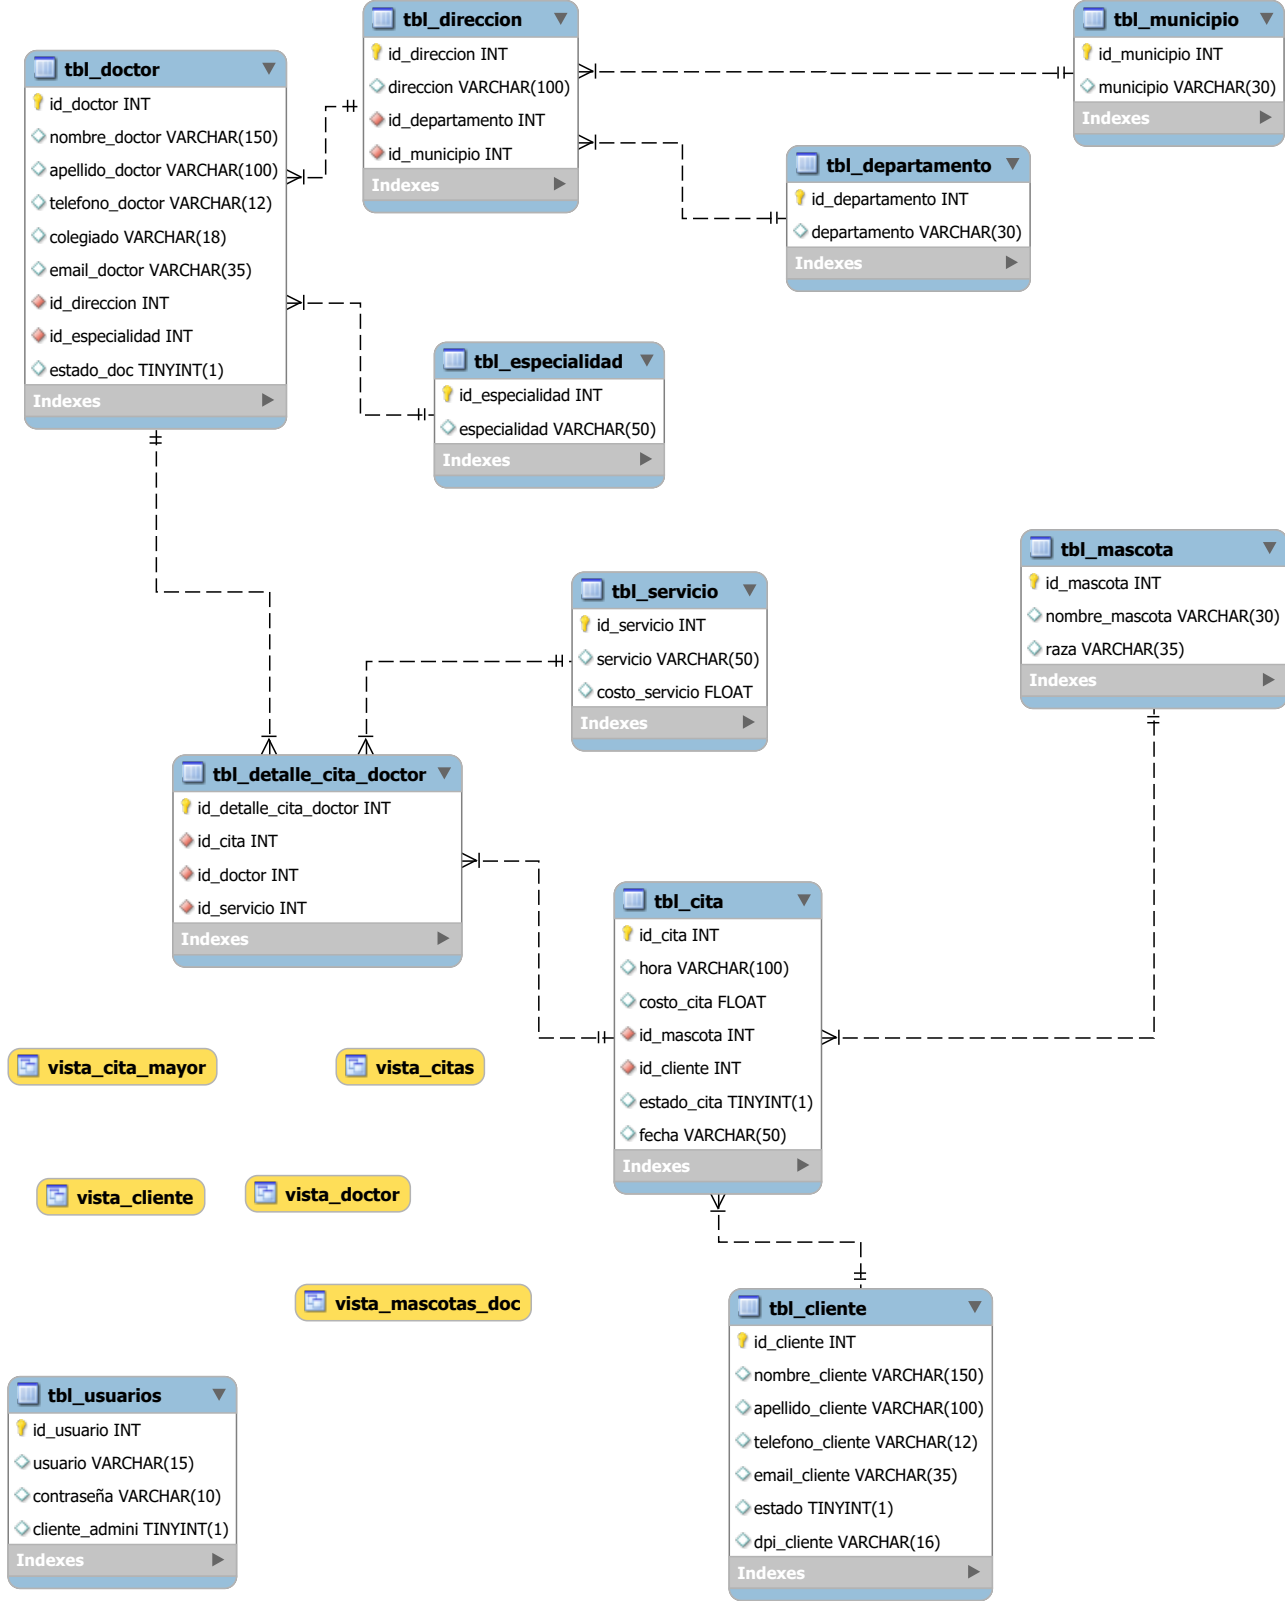 tbl_direccion
id_direccion INT
direccion VARCHAR(100)
id_departamento INT
id_municipio INT
Indexes
tbl_municipio
id_municipio INT
municipio VARCHAR(30)
Indexes
tbl_doctor
id_doctor INT
nombre_doctor VARCHAR(150)
apellido_doctor VARCHAR(100)
telefono_doctor VARCHAR(12)
colegiado VARCHAR(18)
email_doctor VARCHAR(35)
id_direccion INT
id_especialidad INT
estado_doc TINYINT(1)
Indexes
tbl_departamento
id_departamento INT
departamento VARCHAR(30)
Indexes
tbl_especialidad
id_especialidad INT
especialidad VARCHAR(50)
Indexes
tbl_mascota
id_mascota INT
nombre_mascota VARCHAR(30)
raza VARCHAR(35)
Indexes
tbl_servicio
id_servicio INT
servicio VARCHAR(50)
costo_servicio FLOAT
Indexes
tbl_detalle_cita_doctor
id_detalle_cita_doctor INT
id_cita INT
id_doctor INT
id_servicio INT
Indexes
tbl_cita
id_cita INT
hora VARCHAR(100)
costo_cita FLOAT
id_mascota INT
id_cliente INT
estado_cita TINYINT(1)
fecha VARCHAR(50)
Indexes
vista_cita_mayor
vista_citas
vista_cliente
vista_doctor
vista_mascotas_doc
tbl_cliente
id_cliente INT
nombre_cliente VARCHAR(150)
apellido_cliente VARCHAR(100)
telefono_cliente VARCHAR(12)
email_cliente VARCHAR(35)
estado TINYINT(1)
dpi_cliente VARCHAR(16)
Indexes
tbl_usuarios
id_usuario INT
usuario VARCHAR(15)
contraseña VARCHAR(10)
cliente_admini TINYINT(1)
Indexes